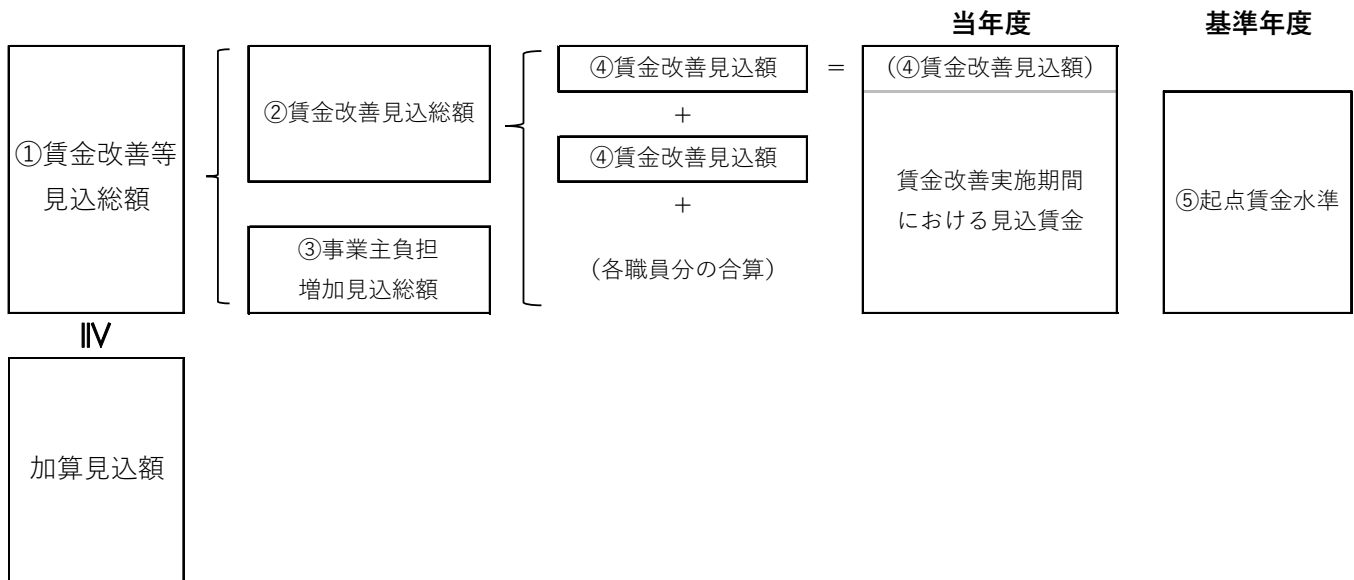 当年度
基準年度
①賃金改善等
見込総額
②賃金改善見込総額
③事業主負担
増加見込総額
④賃金改善見込額
+
④賃金改善見込額
+
（各職員分の合算）
=
（④賃金改善見込額）
賃金改善実施期間
における見込賃金
⑤起点賃金水準
≧
加算見込額